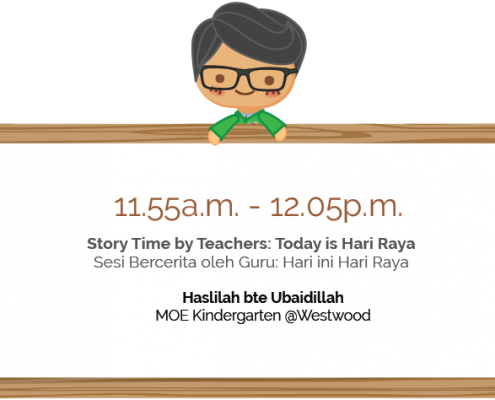 11.55a.m. - 12.05p.m.
Story Time by Teachers: Today is Hari Raya
Sesi Bercerita oleh Guru: Hari ini Hari Raya
Haslilah bte Ubaidillah
MOE Kindergarten @Westwood